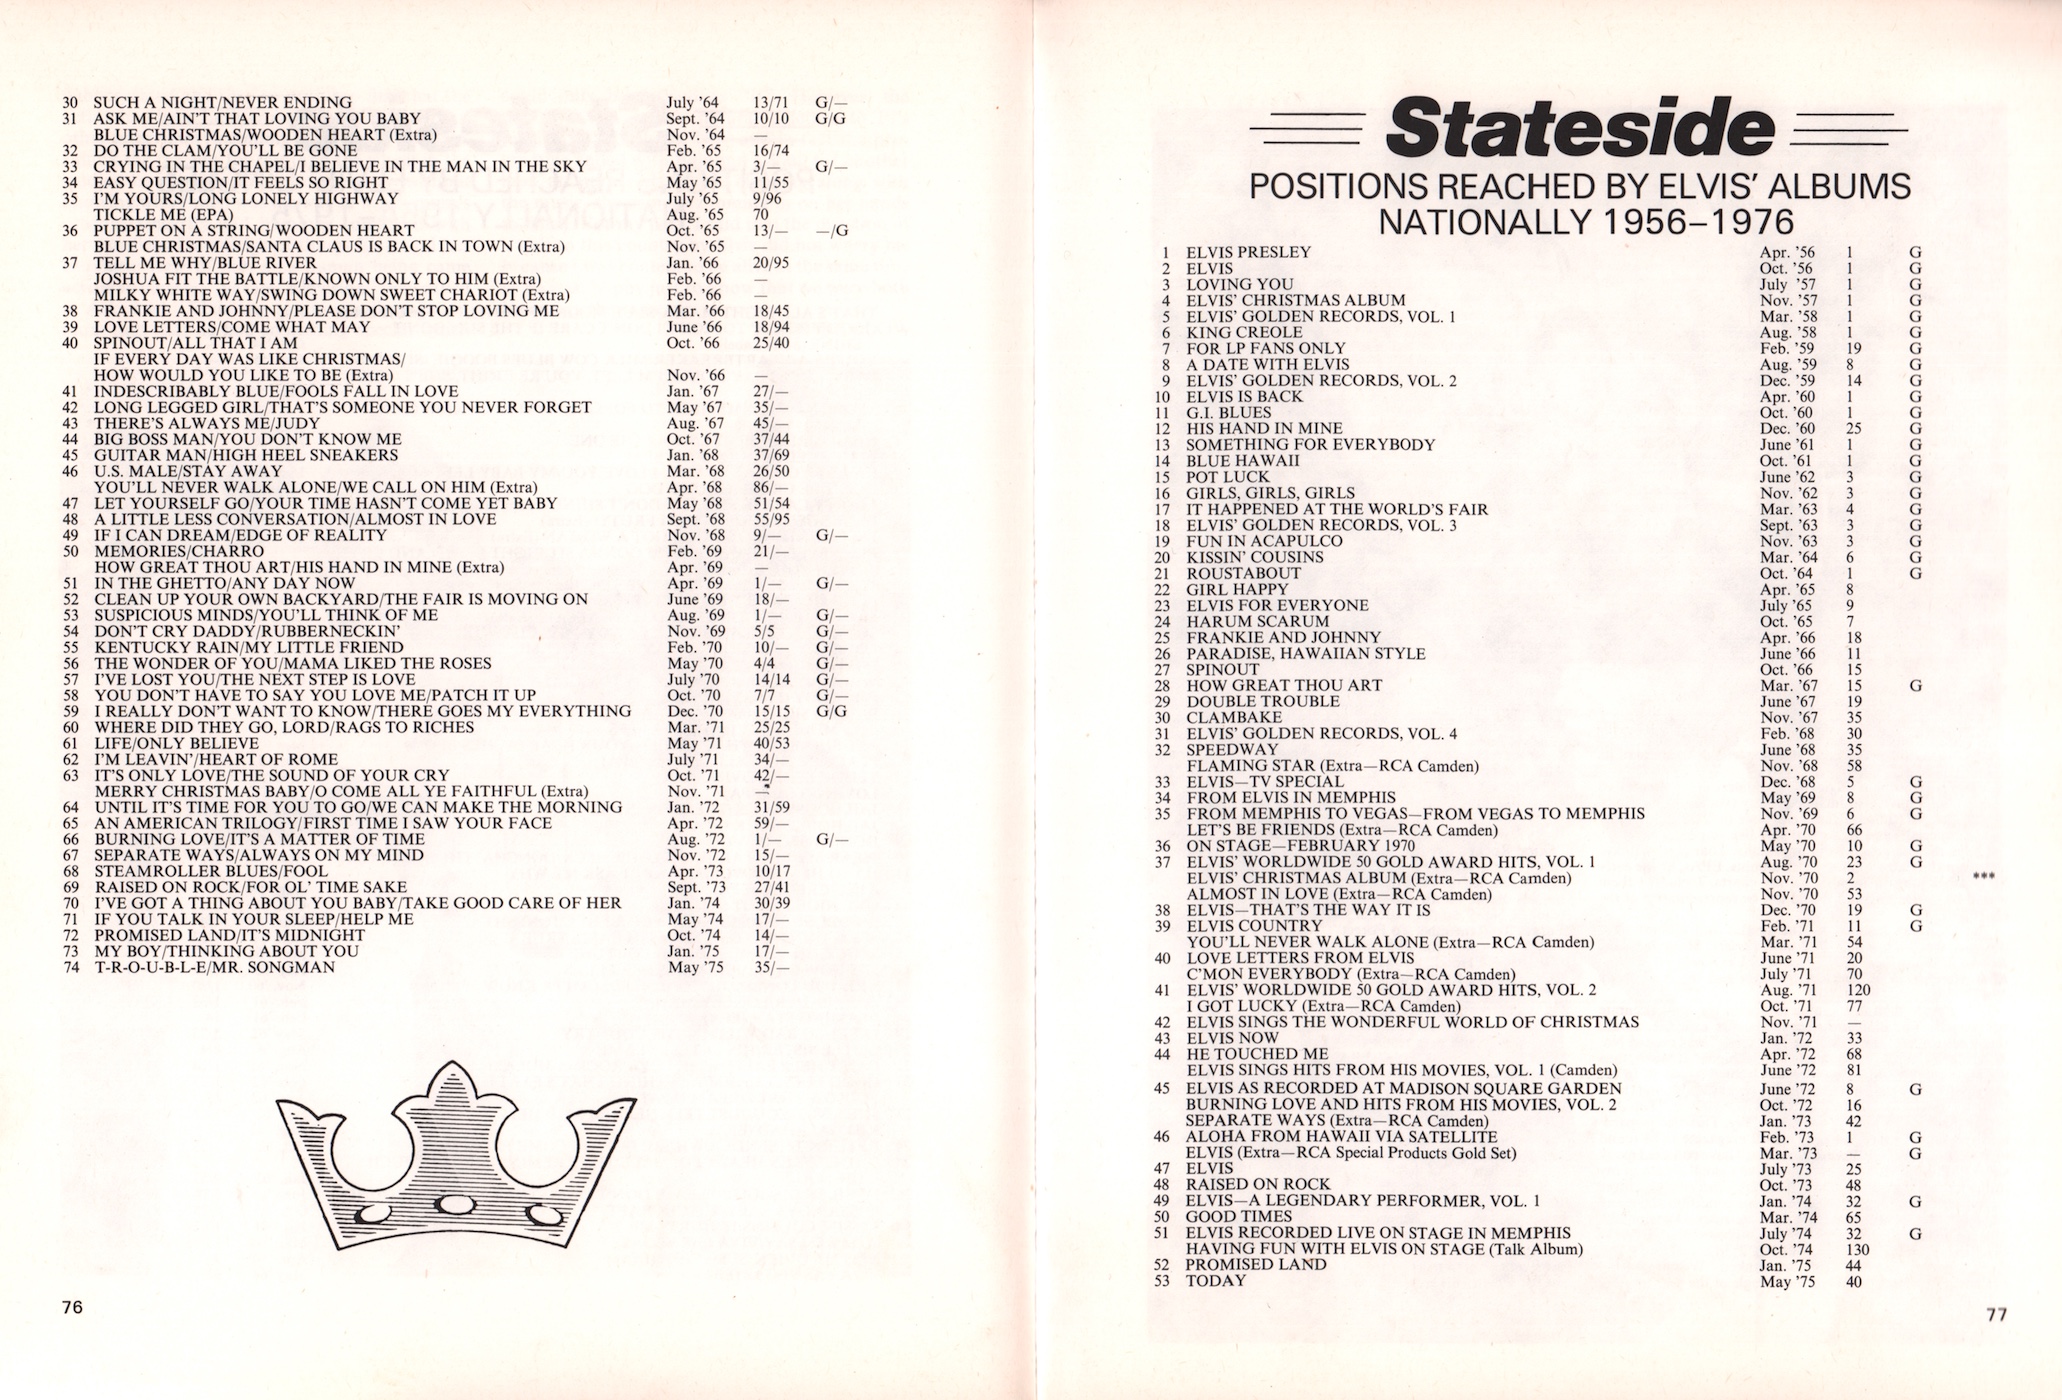 30 SUCH A NIGHT/NEVER ENDING July '64 13/71 G/—
31 ASK ME/AIN'T THAT LOVING YOU BABY Sept. '64 10/10 G/G
BLUE CHRISTMAS/WOODEN HEART (Extra) Nov. '64 —
32 DO THE CLAM/YOU'LL BE GONE Feb. '65 16/74
33 CRYING IN THE CHAPEL/I BELIEVE IN THE MAN IN THE SKY Apr. '65 3/— G/—
34 EASY QUESTION/IT FEELS SO RIGHT May '65 11/55
35 I'M YOURS/LONG LONELY HIGHWAY July '65 9/96
TICKLE ME (EPA) Aug. '65 70
36 PUPPET ON A STRING/WOODEN HEART Oct. '65 13/— —/G
BLUE CHRISTMAS/SANTA CLAUS IS BACK IN TOWN (Extra) Nov. '65 —
37 TELL ME WHY/BLUE RIVER Jan. '66 20/95
JOSHUA FIT THE BATTLE/KNOWN ONLY TO HIM (Extra) Feb. '66 —
MILKY WHITE WAY/SWING DOWN SWEET CHARIOT (Extra) Feb. '66 —
38 FRANKIE AND JOHNNY/PLEASE DON'T STOP LOVING ME Mar. '66 18/45
39 LOVE LETTERS/COME WHAT MAY June '66 18/94
40 SPINOUT/ALL THAT I AM Oct. '66 25/40
IF EVERY DAY WAS LIKE CHRISTMAS/
HOW WOULD YOU LIKE TO BE (Extra) Nov. '66 —
41 INDESCRIBABLY BLUE/FOOLS FALL IN LOVE Jan. '67 27/—
42 LONG LEGGED GIRL/THAT'S SOMEONE YOU NEVER FORGET May '67 35/—
43 THERE'S ALWAYS ME/JUDY Aug. '67 45/—
44 BIG BOSS MAN/YOU DON'T KNOW ME Oct. '67 37/44
45 GUITAR MAN/HIGH HEEL SNEAKERS Jan. '68 37/69
46 U.S. MALE/STAY AWAY Mar. '68 26/50
YOU'LL NEVER WALK ALONE/WE CALL ON HIM (Extra) Apr. '68 86/—
47 LET YOURSELF GO/YOUR TIME HASN'T COME YET BABY May '68 51/54
48 A LITTLE LESS CONVERSATION/ALMOST IN LOVE Sept. '68 55/95
49 IF I CAN DREAM/EDGE OF REALITY Nov. '68 9/— G/—
50 MEMORIES/CHARRO Feb. '69 21/—
HOW GREAT THOU ART/HIS HAND IN MINE (Extra) Apr. '69 —
51 IN THE GHETTO/ANY DAY NOW Apr. '69 1/— G/—
52 CLEAN UP YOUR OWN BACKYARD/THE FAIR IS MOVING ON June '69 18/—
53 SUSPICIOUS MINDS/YOU'LL THINK OF ME Aug. '69 1/— G/—
54 DON'T CRY DADDY/RUBBERNECKIN' Nov. '69 5/5 G/—
55 KENTUCKY RAIN/MY LITTLE FRIEND Feb. '70 10/— G/—
56 THE WONDER OF YOU/MAMA LIKED THE ROSES May '70 4/4 G/—
57 I'VE LOST YOU/THE NEXT STEP IS LOVE July '70 14/14 G/—
58 YOU DON'T HAVE TO SAY YOU LOVE ME/PATCH IT UP Oct. '70 7/7 G/—
59 I REALLY DON'T WANT TO KNOW/THERE GOES MY EVERYTHING Dec. '70 15/15 G/G
60 WHERE DID THEY GO, LORD/RAGS TO RICHES Mar. '71 25/25
61 LIFE/ONLY BELIEVE May '71 40/53
62 I'M LEAVIN'/HEART OF ROME July '71 34/—
63 IT'S ONLY LOVE/THE SOUND OF YOUR CRY Oct. '71 42/—
MERRY CHRISTMAS BABY/O COME ALL YE FAITHFUL (Extra) Nov. '71 —
64 UNTIL IT'S TIME FOR YOU TO GO/WE CAN MAKE THE MORNING Jan. '72 31/59
65 AN AMERICAN TRILOGY/FIRST TIME I SAW YOUR FACE Apr. '72 59/—
66 BURNING LOVE/IT'S A MATTER OF TIME Aug. '72 1/— G/—
67 SEPARATE WAYS/ALWAYS ON MY MIND Nov. '72 15/—
68 STEAMROLLER BLUES/FOOL Apr. '73 10/17
69 RAISED ON ROCK/FOR OL' TIME SAKE Sept. '73 27/41
70 I'VE GOT A THING ABOUT YOU BABY/TAKE GOOD CARE OF HER Jan. '74 30/39
71 IF YOU TALK IN YOUR SLEEP/HELP ME May '74 17/—
72 PROMISED LAND/IT'S MIDNIGHT Oct. '74 14/—
73 MY BOY/THINKING ABOUT YOU Jan. '75 17/—
74 T-R-O-U-B-L-E/MR. SONGMAN May '75 35/—
76
Stateside
POSITIONS REACHED BY ELVIS' ALBUMS
NATIONALLY 1956–1976
1 ELVIS PRESLEY Apr. '56 1 G
2 ELVIS Oct. '56 1 G
3 LOVING YOU July '57 1 G
4 ELVIS' CHRISTMAS ALBUM Nov. '57 1 G
5 ELVIS' GOLDEN RECORDS, VOL. 1 Mar. '58 1 G
6 KING CREOLE Aug. '58 1 G
7 FOR LP FANS ONLY Feb. '59 19 G
8 A DATE WITH ELVIS Aug. '59 8 G
9 ELVIS' GOLDEN RECORDS, VOL. 2 Dec. '59 14 G
10 ELVIS IS BACK Apr. '60 1 G
11 G.I. BLUES Oct. '60 1 G
12 HIS HAND IN MINE Dec. '60 25 G
13 SOMETHING FOR EVERYBODY June '61 1 G
14 BLUE HAWAII Oct. '61 1 G
15 POT LUCK June '62 3 G
16 GIRLS, GIRLS, GIRLS Nov. '62 3 G
17 IT HAPPENED AT THE WORLD'S FAIR Mar. '63 4 G
18 ELVIS' GOLDEN RECORDS, VOL. 3 Sept. '63 3 G
19 FUN IN ACAPULCO Nov. '63 3 G
20 KISSIN' COUSINS Mar. '64 6 G
21 ROUSTABOUT Oct. '64 1 G
22 GIRL HAPPY Apr. '65 8
23 ELVIS FOR EVERYONE July '65 9
24 HARUM SCARUM Oct. '65 7
25 FRANKIE AND JOHNNY Apr. '66 18
26 PARADISE, HAWAIIAN STYLE June '66 11
27 SPINOUT Oct. '66 15
28 HOW GREAT THOU ART Mar. '67 15 G
29 DOUBLE TROUBLE June '67 19
30 CLAMBAKE Nov. '67 35
31 ELVIS' GOLDEN RECORDS, VOL. 4 Feb. '68 30
32 SPEEDWAY June '68 35
FLAMING STAR (Extra—RCA Camden) Nov. '68 58
33 ELVIS—TV SPECIAL Dec. '68 5 G
34 FROM ELVIS IN MEMPHIS May '69 8 G
35 FROM MEMPHIS TO VEGAS—FROM VEGAS TO MEMPHIS Nov. '69 6 G
LET'S BE FRIENDS (Extra—RCA Camden) Apr. '70 66
36 ON STAGE—FEBRUARY 1970 May '70 10 G
37 ELVIS' WORLDWIDE 50 GOLD AWARD HITS, VOL. 1 Aug. '70 23 G
ELVIS' CHRISTMAS ALBUM (Extra—RCA Camden) Nov. '70 2 ***
ALMOST IN LOVE (Extra—RCA Camden) Nov. '70 53
38 ELVIS—THAT'S THE WAY IT IS Dec. '70 19 G
39 ELVIS COUNTRY Feb. '71 11 G
YOU'LL NEVER WALK ALONE (Extra—RCA Camden) Mar. '71 54
40 LOVE LETTERS FROM ELVIS June '71 20
C'MON EVERYBODY (Extra—RCA Camden) July '71 70
41 ELVIS' WORLDWIDE 50 GOLD AWARD HITS, VOL. 2 Aug. '71 120
I GOT LUCKY (Extra—RCA Camden) Oct. '71 77
42 ELVIS SINGS THE WONDERFUL WORLD OF CHRISTMAS Nov. '71 —
43 ELVIS NOW Jan. '72 33
44 HE TOUCHED ME Apr. '72 68
ELVIS SINGS HITS FROM HIS MOVIES, VOL. 1 (Camden) June '72 81
45 ELVIS AS RECORDED AT MADISON SQUARE GARDEN June '72 8 G
BURNING LOVE AND HITS FROM HIS MOVIES, VOL. 2 Oct. '72 16
SEPARATE WAYS (Extra—RCA Camden) Jan. '73 42
46 ALOHA FROM HAWAII VIA SATELLITE Feb. '73 1 G
ELVIS (Extra—RCA Special Products Gold Set) Mar. '73 — G
47 ELVIS July '73 25
48 RAISED ON ROCK Oct. '73 48
49 ELVIS—A LEGENDARY PERFORMER, VOL. 1 Jan. '74 32 G
50 GOOD TIMES Mar. '74 65
51 ELVIS RECORDED LIVE ON STAGE IN MEMPHIS July '74 32 G
HAVING FUN WITH ELVIS ON STAGE (Talk Album) Oct. '74 130
52 PROMISED LAND Jan. '75 44
53 TODAY May '75 40
77